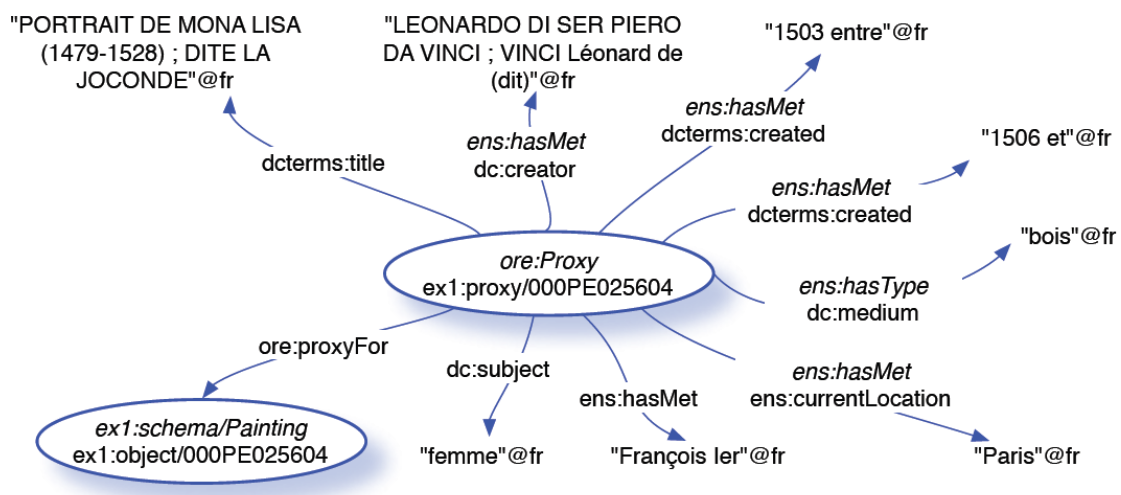 "PORTRAIT DE MONA LISA
(1479-1528) ; DITE LA
JOCONDE"@fr
"LEONARDO DI SER PIERO
DA VINCI ; VINCI Léonard de
(dit)"@fr
"1503 entre"@fr
ens:hasMet
dcterms:created
"1506 et"@fr
dcterms:title
ens:hasMet
dc:creator
ens:hasMet
dcterms:created
"bois"@fr
ore:Proxy
ex1:proxy/000PE025604
ens:hasType
dc:medium
ore:proxyFor
dc:subject
ens:hasMet
ens:hasMet
ens:currentLocation
ex1:schema/Painting
ex1:object/000PE025604
"femme"@fr
"François Ier"@fr
"Paris"@fr